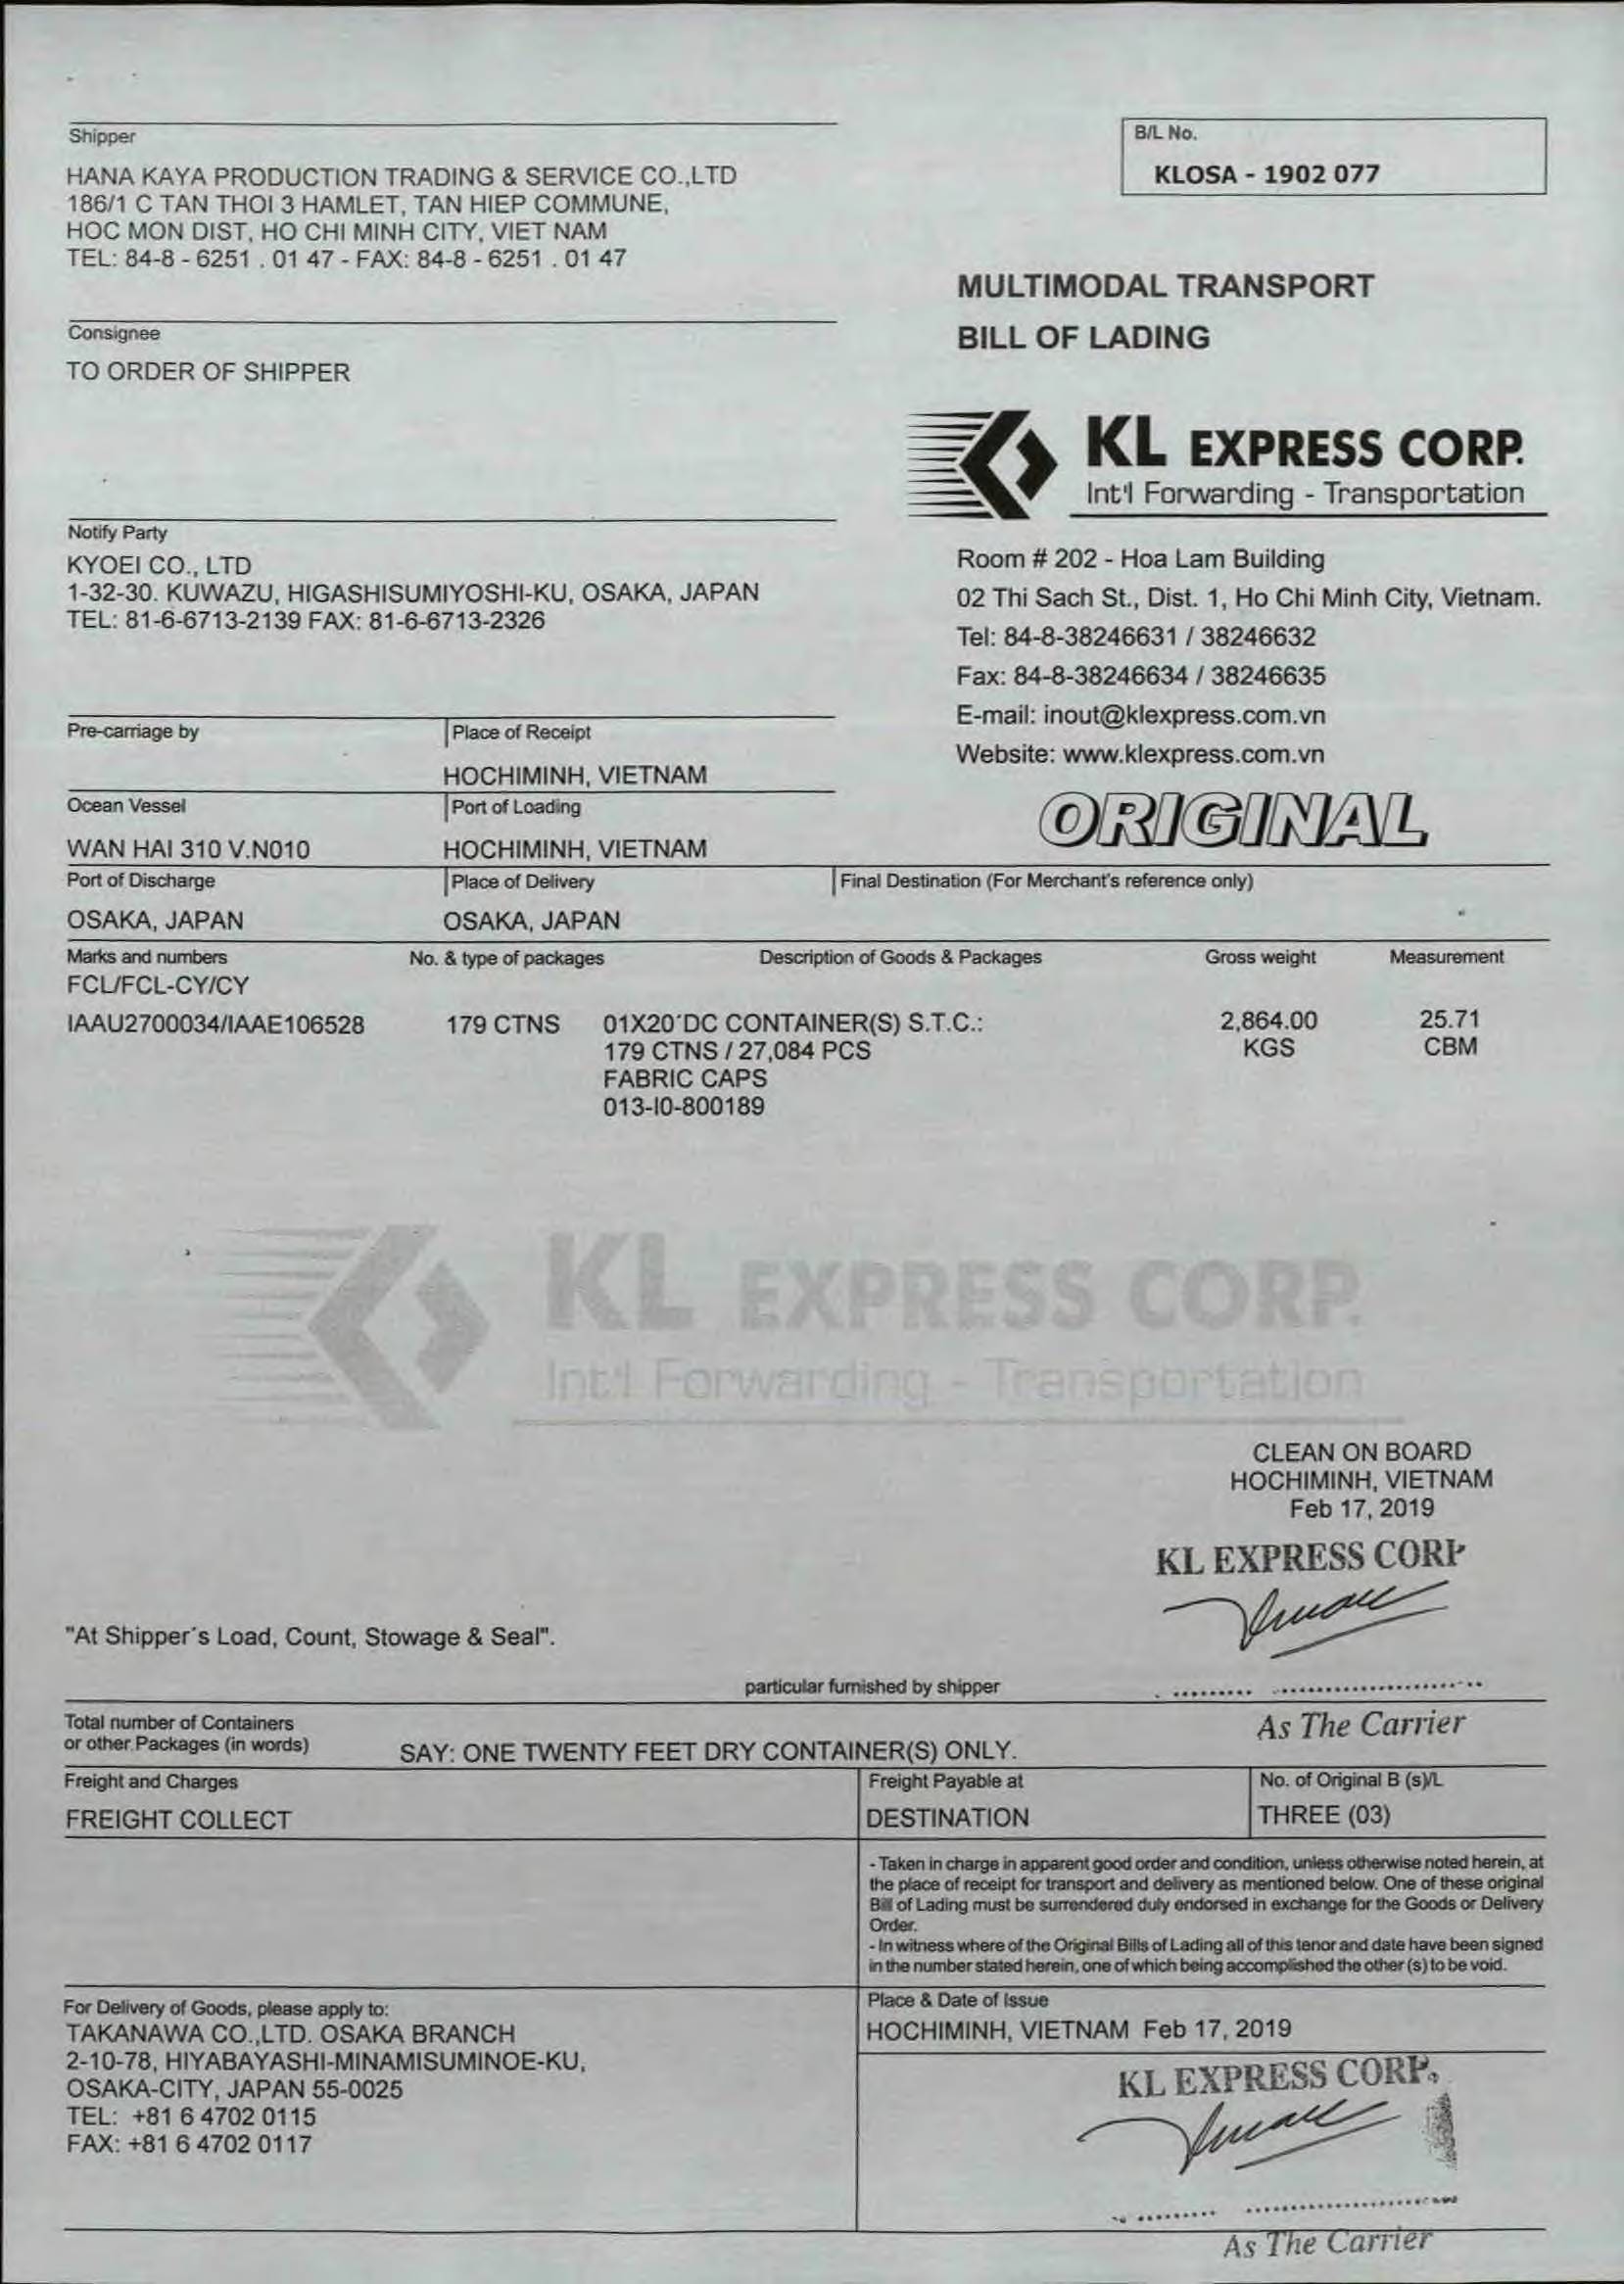 Shipper
HANA KAYA PRODUCTION TRADING & SERVICE CO.,LTD
186/1 C TAN THOI 3 HAMLET, TAN HIEP COMMUNE,
HOC MON DIST, HO CHI MINH CITY, VIET NAM
TEL: 84-8 - 6251 . 01 47 - FAX: 84-8 - 6251 . 01 47
B/L No.
KLOSA - 1902 077
MULTIMODAL TRANSPORT
BILL OF LADING
Consignee
TO ORDER OF SHIPPER
KL EXPRESS CORP.
Int'l Forwarding - Transportation
Notify Party
KYOEI CO., LTD
1-32-30. KUWAZU, HIGASHISUMIYOSHI-KU, OSAKA, JAPAN
TEL: 81-6-6713-2139 FAX: 81-6-6713-2326
Room # 202 - Hoa Lam Building
02 Thi Sach St., Dist. 1, Ho Chi Minh City, Vietnam.
Tel: 84-8-38246631 / 38246632
Fax: 84-8-38246634 / 38246635
E-mail: inout@klexpress.com.vn
Website: www.klexpress.com.vn
ORIGINAL
Pre-carriage by Place of Receipt
HOCHIMINH, VIETNAM
Ocean Vessel Port of Loading
WAN HAI 310 V.N010 HOCHIMINH, VIETNAM
Port of Discharge Place of Delivery Final Destination (For Merchant's reference only)
OSAKA, JAPAN OSAKA, JAPAN
Marks and numbers No. & type of packages Description of Goods & Packages Gross weight Measurement
FCL/FCL-CY/CY
IAAU2700034/IAAE106528 179 CTNS 01X20'DC CONTAINER(S) S.T.C.: 2,864.00 25.71
179 CTNS / 27,084 PCS KGS CBM
FABRIC CAPS
013-I0-800189
KL EXPRESS CORP.
Int'l Forwarding - Transportation
CLEAN ON BOARD
HOCHIMINH, VIETNAM
Feb 17, 2019
KL EXPRESS CORP
"At Shipper's Load, Count, Stowage & Seal".
particular furnished by shipper
As The Carrier
Total number of Containers
or other Packages (in words) SAY: ONE TWENTY FEET DRY CONTAINER(S) ONLY.
Freight and Charges Freight Payable at No. of Original B (s)/L
FREIGHT COLLECT DESTINATION THREE (03)
- Taken in charge in apparent good order and condition, unless otherwise noted herein, at
the place of receipt for transport and delivery as mentioned below. One of these original
Bill of Lading must be surrendered duly endorsed in exchange for the Goods or Delivery
Order.
- In witness where of the Original Bills of Lading all of this tenor and date have been signed
in the number stated herein, one of which being accomplished the other (s) to be void.
For Delivery of Goods, please apply to:
TAKANAWA CO.,LTD. OSAKA BRANCH
2-10-78, HIYABAYASHI-MINAMISUMINOE-KU,
OSAKA-CITY, JAPAN 55-0025
TEL: +81 6 4702 0115
FAX: +81 6 4702 0117
Place & Date of Issue
HOCHIMINH, VIETNAM Feb 17, 2019
KL EXPRESS CORP.
As The Carrier